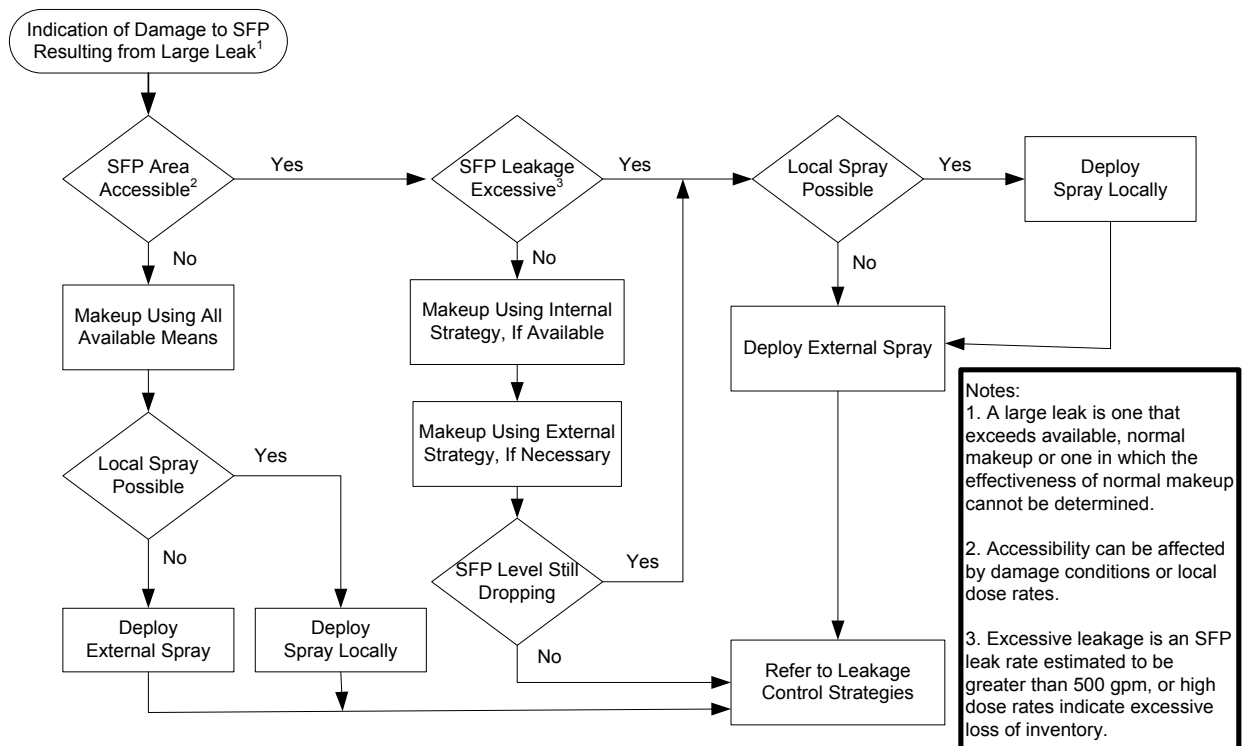 Indication of Damage to SFP
Resulting from Large Leak1
SFP Area
Accessible2
Yes
SFP Leakage
Excessive3
Yes
Local Spray
Possible
Yes
Deploy
Spray Locally
No
Makeup Using All
Available Means
No
Makeup Using Internal
Strategy, If Available
No
Deploy External Spray
Makeup Using External
Strategy, If Necessary
Local Spray
Possible
Yes
No
SFP Level Still
Dropping
Yes
Deploy
External Spray
Deploy
Spray Locally
No
Refer to Leakage
Control Strategies
Notes:
1. A large leak is one that
exceeds available, normal
makeup or one in which the
effectiveness of normal makeup
cannot be determined.
2. Accessibility can be affected
by damage conditions or local
dose rates.
3. Excessive leakage is an SFP
leak rate estimated to be
greater than 500 gpm, or high
dose rates indicate excessive
loss of inventory.